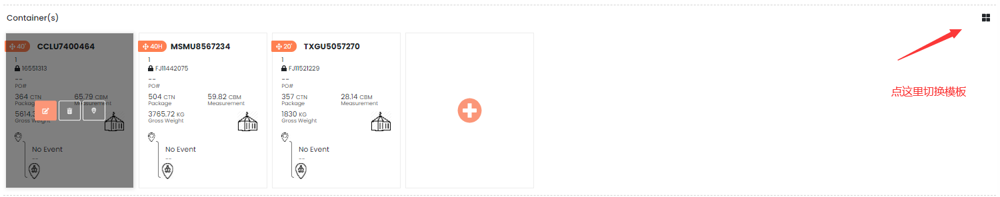 Container(s)
40'
CCLU7400464
1
16551313
--
PO#
364 CTN
65.79 CBM
Package
Measurement
5614.3
Gross Weight
No Event
--
40H
MSMU8567234
1
FJ11442075
--
PO#
504 CTN
59.82 CBM
Package
Measurement
3765.72 KG
Gross Weight
No Event
--
20'
TXGU5057270
1
FJ11521229
--
PO#
357 CTN
28.14 CBM
Package
Measurement
1830 KG
Gross Weight
No Event
--
点这里切换模板